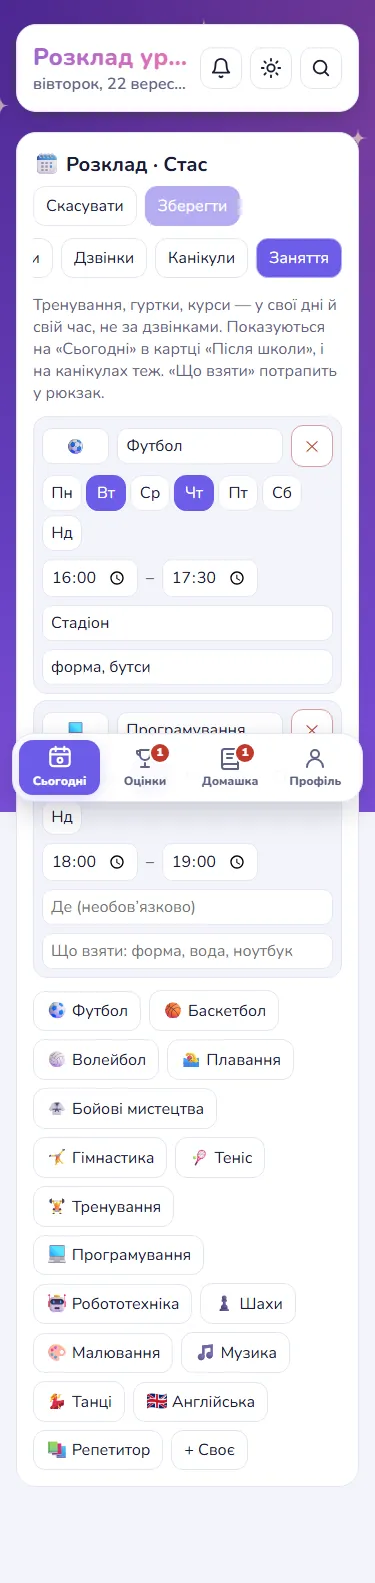 Розклад ур...
вівторок, 22 верес...
Розклад · Стас
Скасувати Зберегти
и Дзвінки Канікули Заняття
Тренування, гуртки, курси — у свої дні й
свій час, не за дзвінками. Показуються
на «Сьогодні» в картці «Після школи», і
на канікулах теж. «Що взяти» потрапить
у рюкзак.
Футбол
Пн Вт Ср Чт Пт Сб
Нд
16:00 – 17:30
Стадіон
форма, бутси
Програмування
1 1
Сьогодні Оцінки Домашка Профіль
Нд
18:00 – 19:00
Де (необов'язково)
Що взяти: форма, вода, ноутбук
Футбол Баскетбол
Волейбол Плавання
Бойові мистецтва
Гімнастика Теніс
Тренування
Програмування
Робототехніка Шахи
Малювання Музика
Танці Англійська
Репетитор + Своє